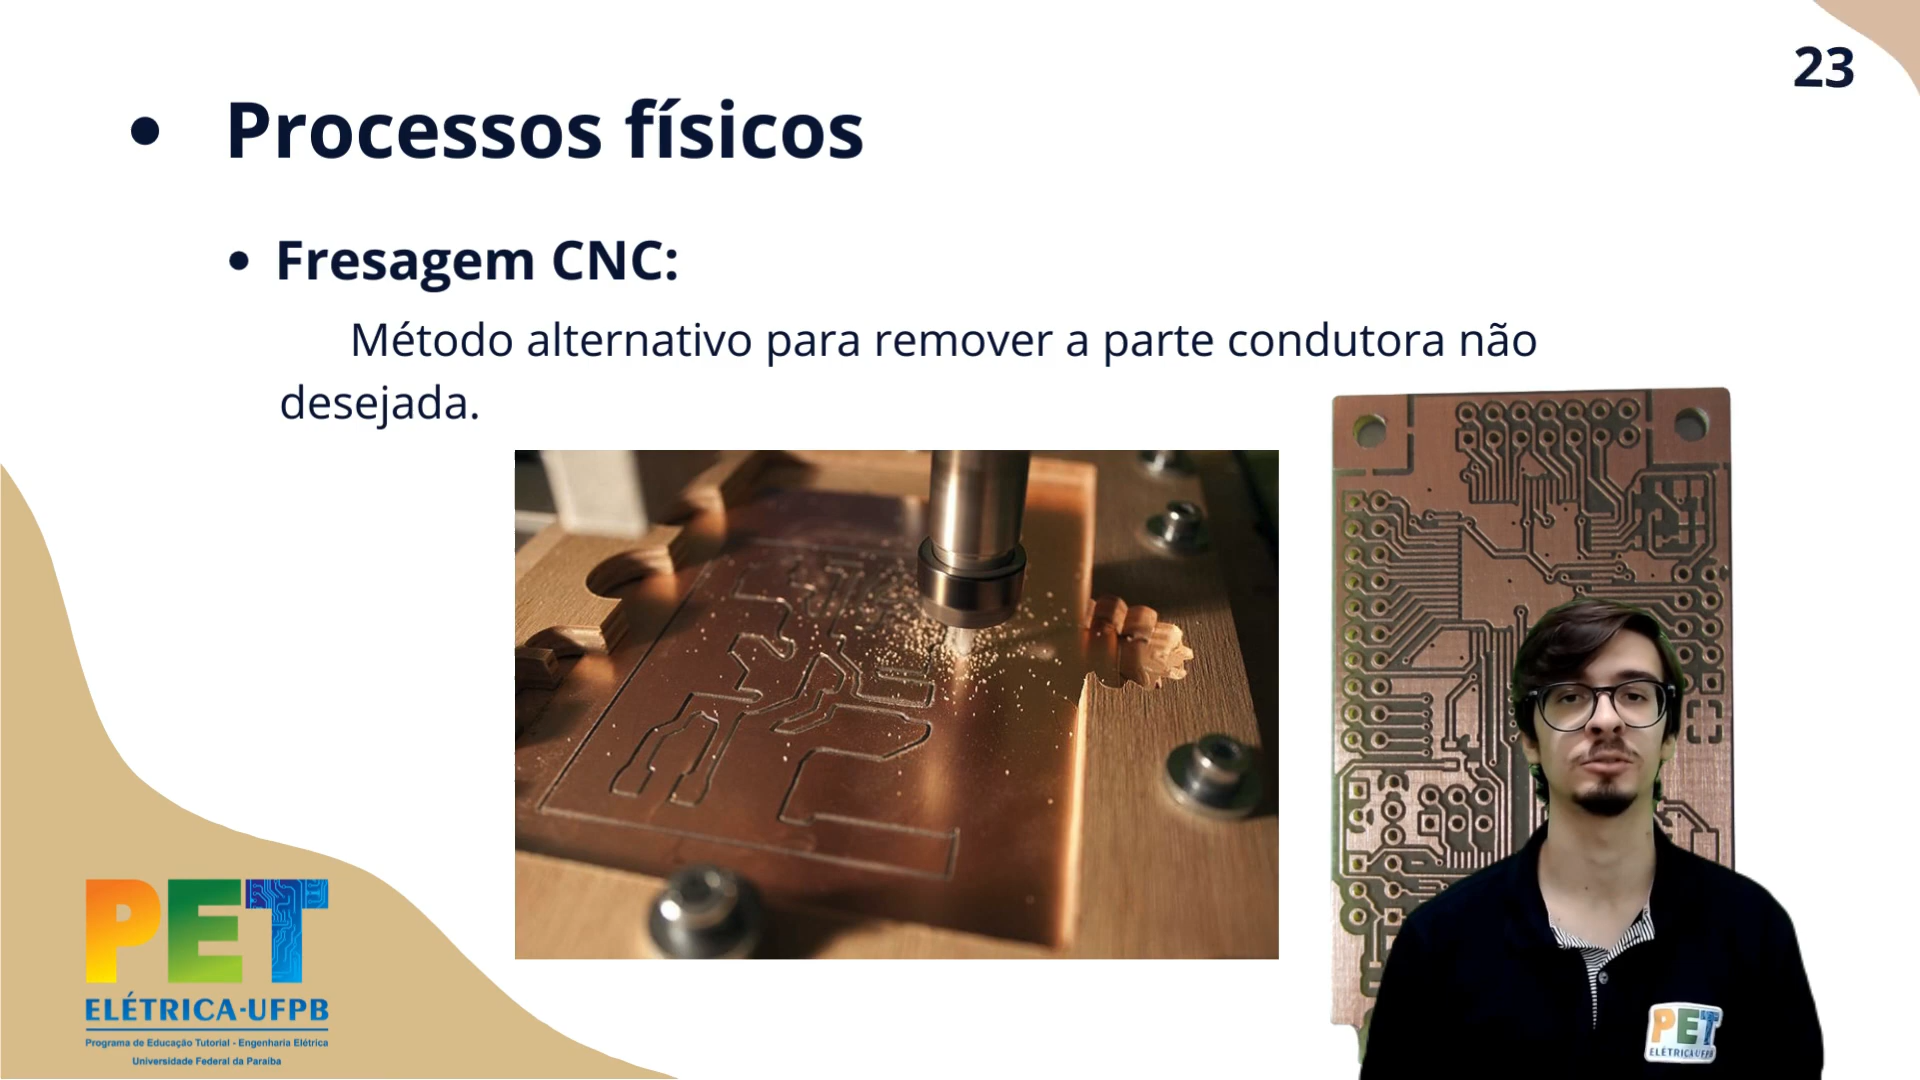 23
• Processos físicos
• Fresagem CNC:
Método alternativo para remover a parte condutora não
desejada.
PET
ELÉTRICA-UFPB
Programa de Educação Tutorial - Engenharia Elétrica
Universidade Federal da Paraíba
PET
ELÉTRICA-UFPB